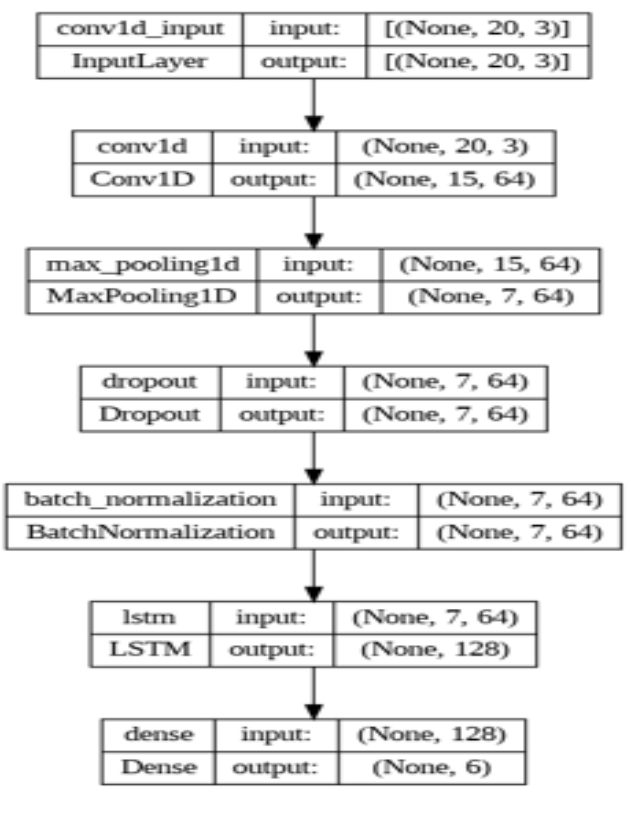 conv1d_input input: [(None, 20, 3)]
InputLayer output: [(None, 20, 3)]
conv1d input: (None, 20, 3)
Conv1D output: (None, 15, 64)
max_pooling1d input: (None, 15, 64)
MaxPooling1D output: (None, 7, 64)
dropout input: (None, 7, 64)
Dropout output: (None, 7, 64)
batch_normalization input: (None, 7, 64)
BatchNormalization output: (None, 7, 64)
lstm input: (None, 7, 64)
LSTM output: (None, 128)
dense input: (None, 128)
Dense output: (None, 6)